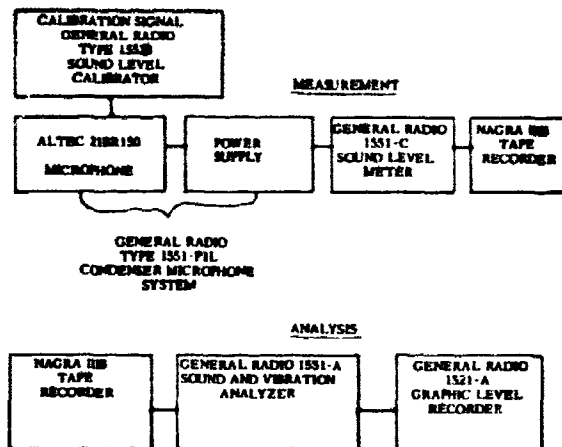 CALIBRATION SIGNAL
GENERAL RADIO
TYPE
SOUND LEVEL
CALIBRATOR
MEASUREMENT
ALTEC 21BR150
MICROPHONE
POWER
SUPPLY
GENERAL RADIO
1551-C
SOUND LEVEL
METER
NAGRA IIIB
TAPE
RECORDER
GENERAL RADIO
TYPE 1551-P1L
CONDENSER MICROPHONE
SYSTEM
ANALYSIS
NAGRA IIIB
TAPE
RECORDER
GENERAL RADIO 1551-A
SOUND AND VIBRATION
ANALYZER
GENERAL RADIO
1521-A
GRAPHIC LEVEL
RECORDER